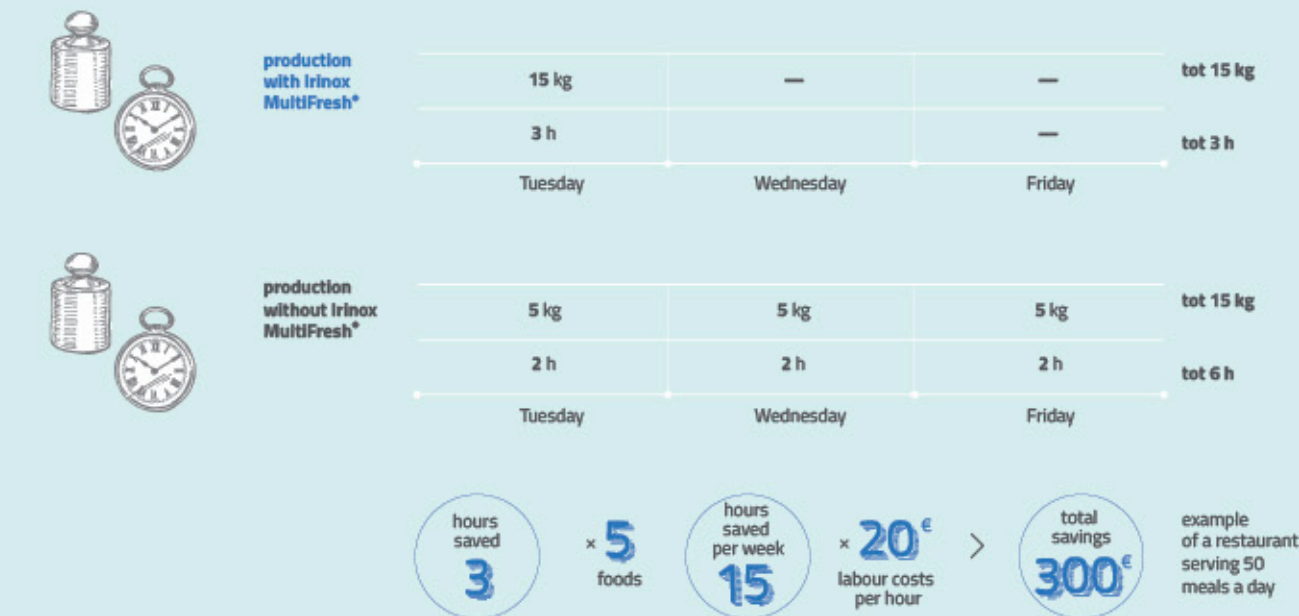 production
with Irinox
MultiFresh®
15 kg — — tot 15 kg
3 h — tot 3 h
Tuesday Wednesday Friday
production
without Irinox
MultiFresh®
5 kg 5 kg 5 kg tot 15 kg
2 h 2 h 2 h tot 6 h
Tuesday Wednesday Friday
hours
saved
3
× 5
foods
hours
saved
per week
15
× 20€
labour costs
per hour
>
total
savings
300€
example
of a restaurant
serving 50
meals a day